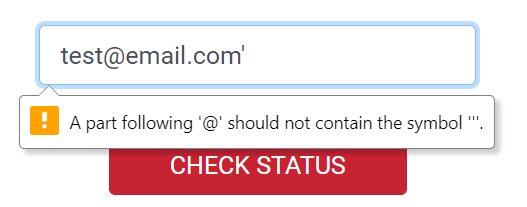 test@email.com'
A part following '@' should not contain the symbol '''.
CHECK STATUS